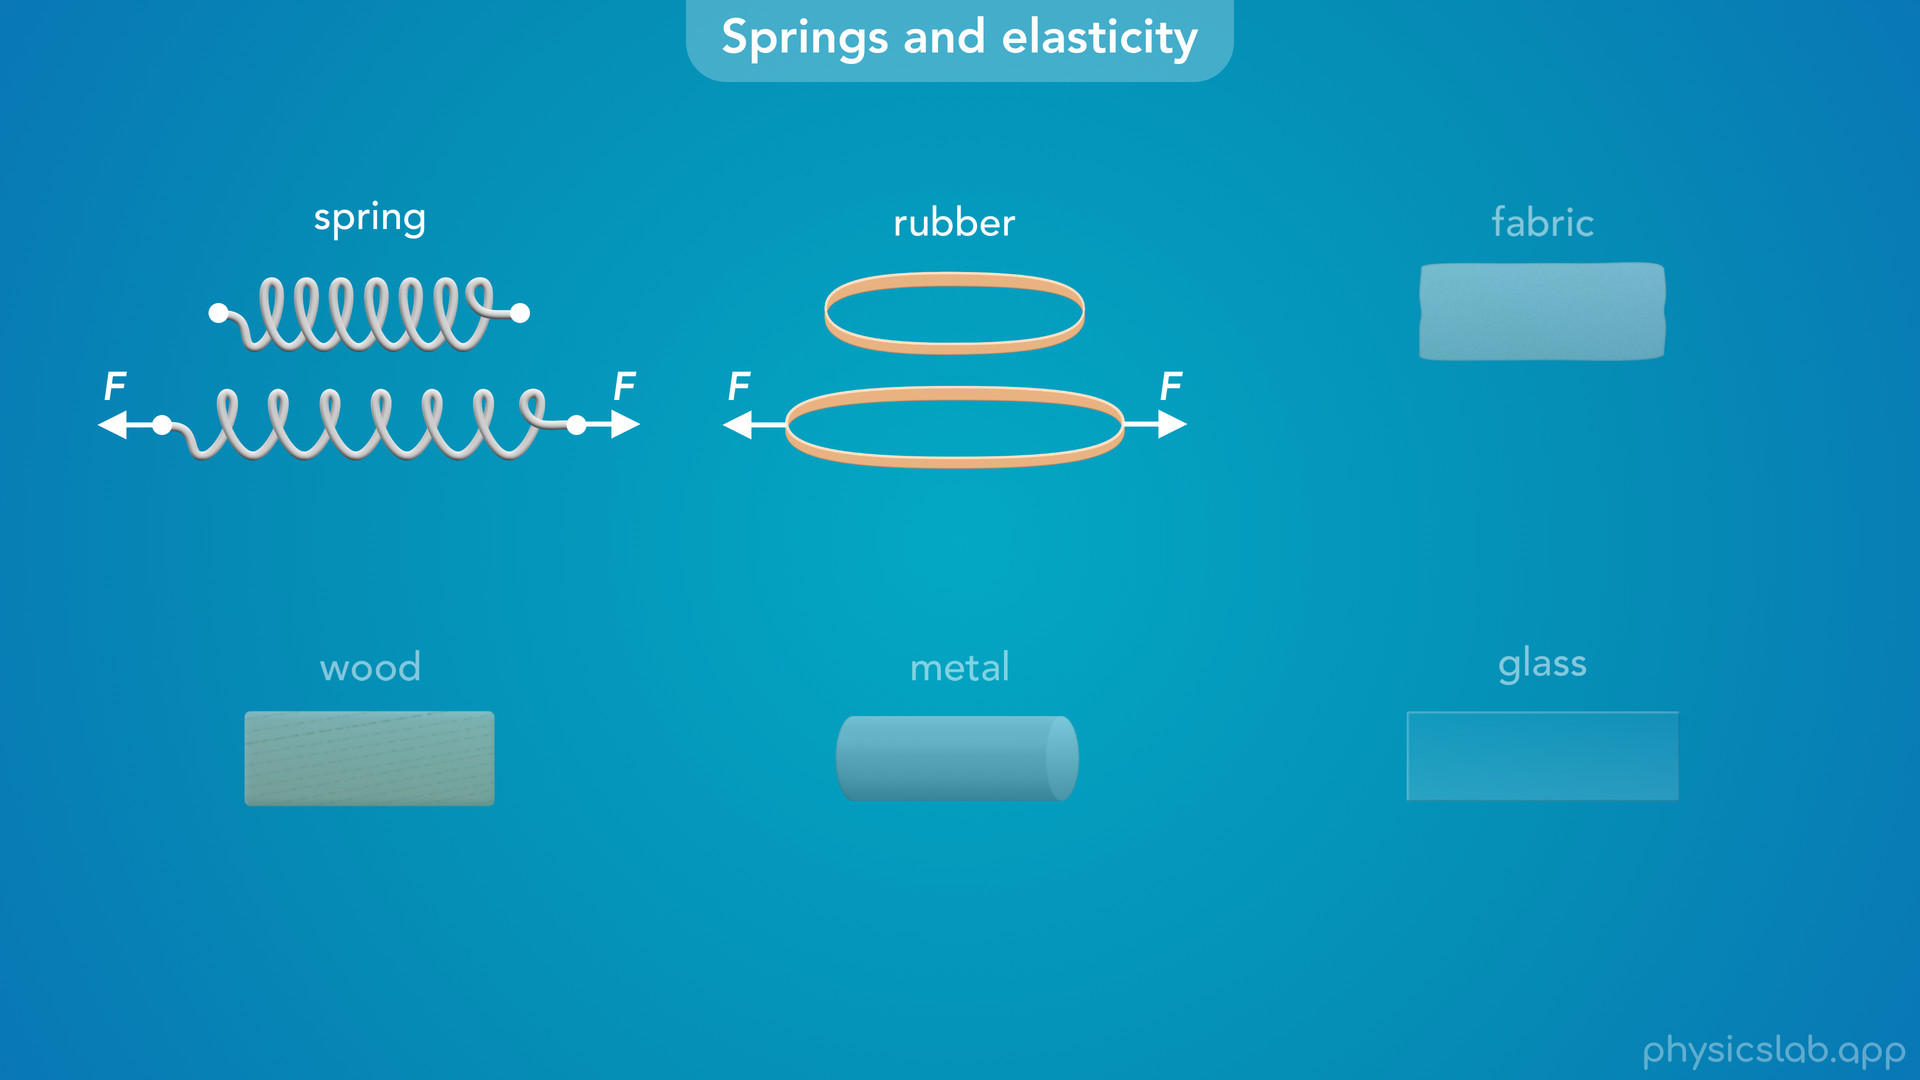 Springs and elasticity
spring
rubber
fabric
F
F
F
F
wood
metal
glass
physicslab.app